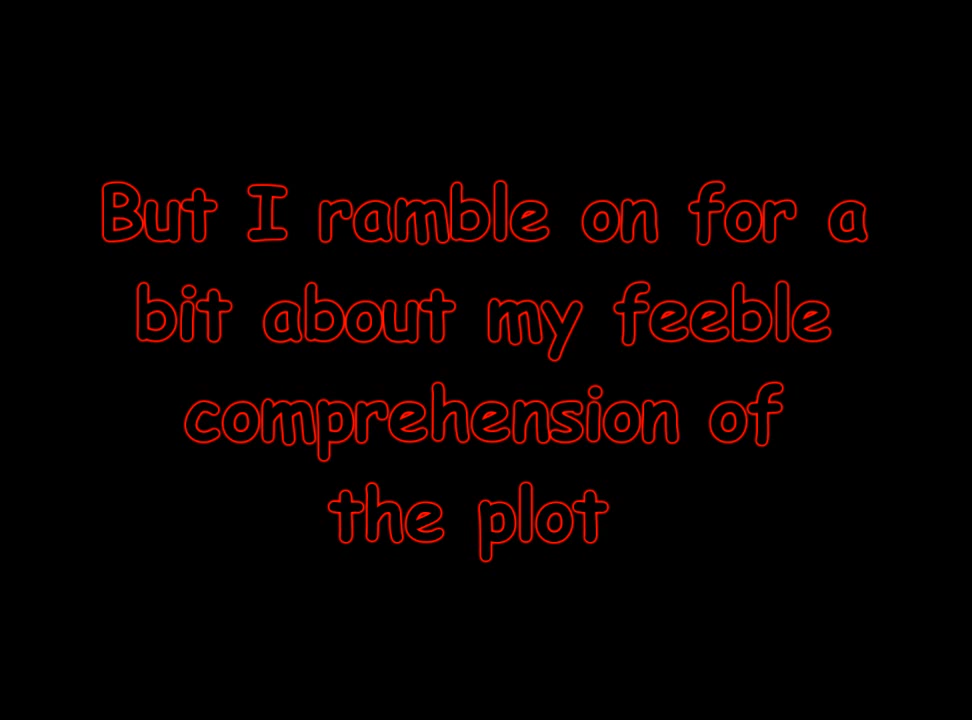 But I ramble on for a
bit about my feeble
comprehension of
the plot